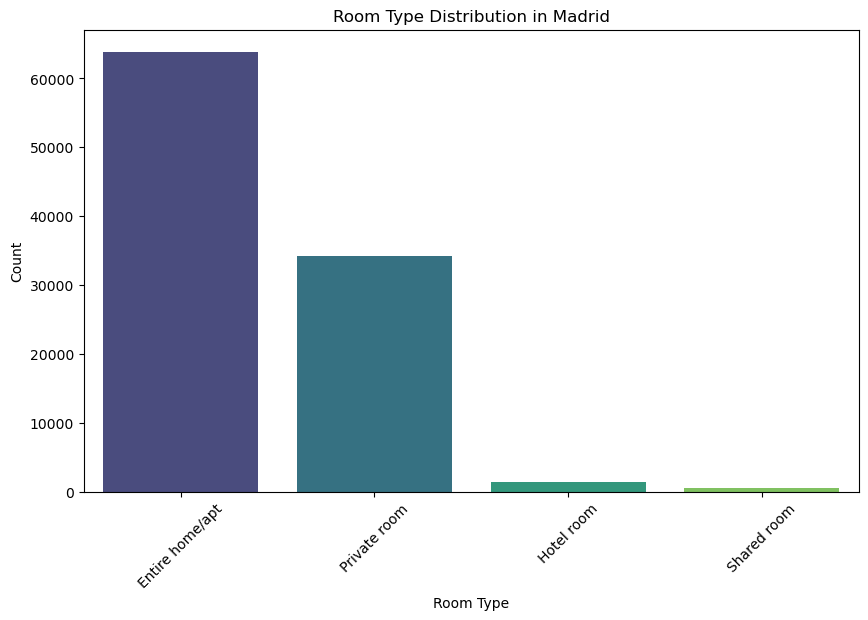 Room Type Distribution in Madrid
Count
60000
50000
40000
30000
20000
10000
0
Entire home/apt
Private room
Hotel room
Shared room
Room Type